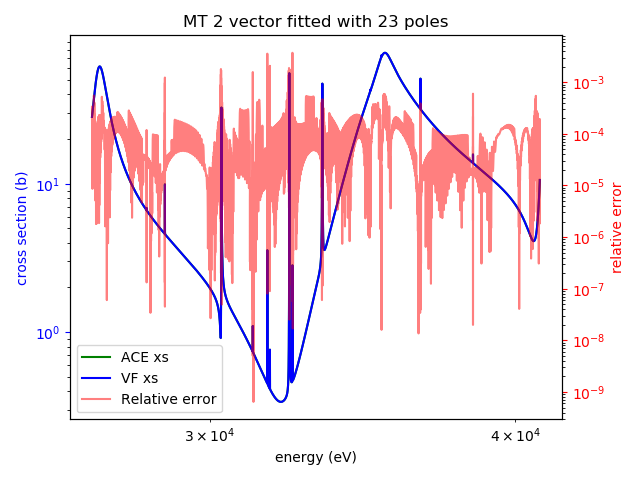 MT 2 vector fitted with 23 poles
cross section (b)
10¹
10⁰
10⁻³
10⁻⁴
10⁻⁵
10⁻⁶
10⁻⁷
10⁻⁸
10⁻⁹
relative error
ACE xs
VF xs
Relative error
3 × 10⁴
4 × 10⁴
energy (eV)